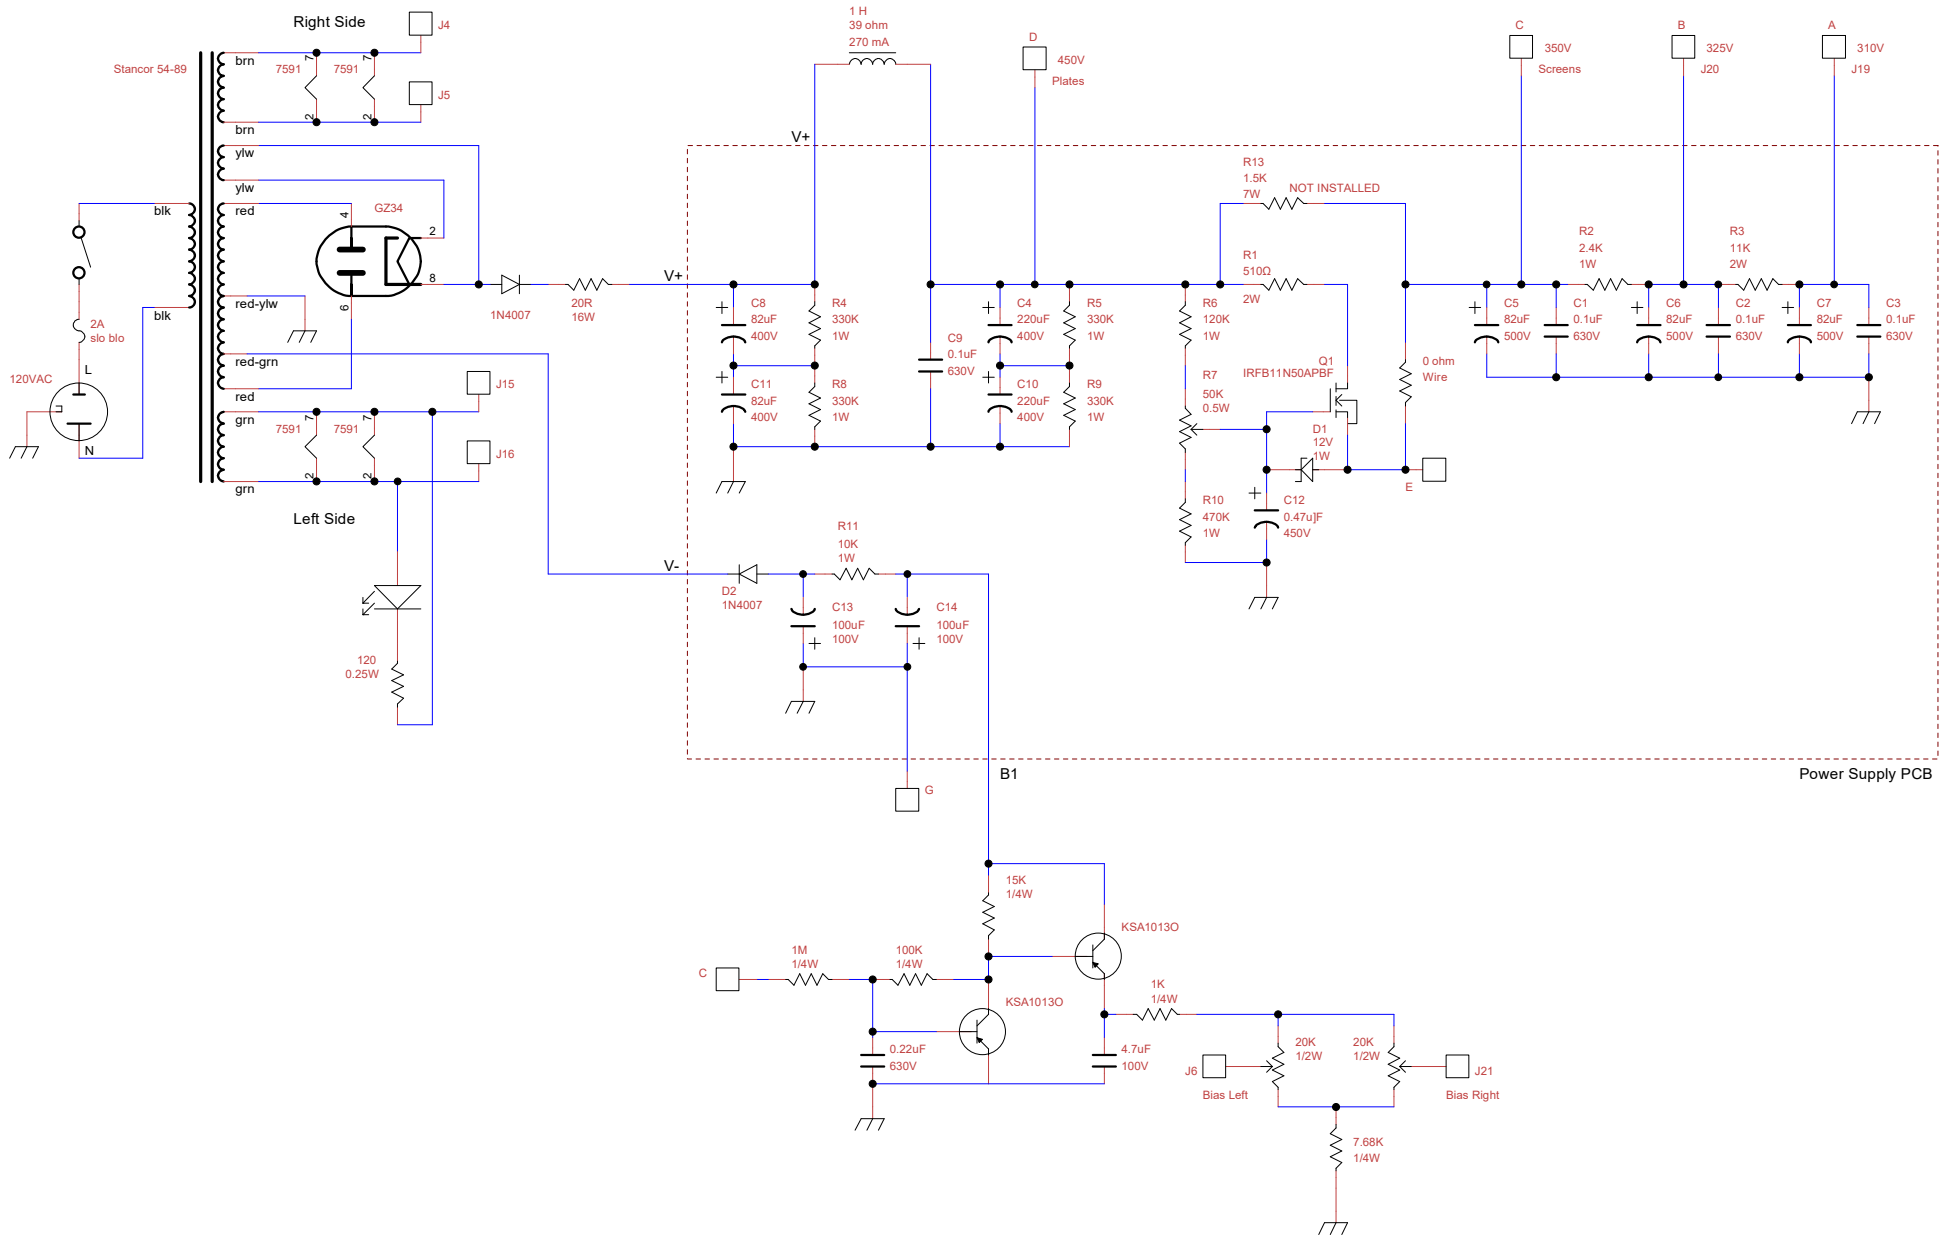 Right Side
J4
Stancor 54-89
brn
7
7591
7
7591
2
2
J5
brn
ylw
ylw
blk
red
GZ34
4
2
8
6
red-ylw
blk
red-grn
red
2A
slo blo
120VAC
L
N
1N4007
20R
16W
V+
grn
7
7591
7
7591
2
2
J15
J16
grn
Left Side
120
0.25W
1 H
39 ohm
270 mA
V+
D
450V
Plates
C8
82uF
400V
R4
330K
1W
C11
82uF
400V
R8
330K
1W
C9
0.1uF
630V
C4
220uF
400V
R5
330K
1W
C10
220uF
400V
R9
330K
1W
R13
1.5K
7W
NOT INSTALLED
R1
510Ω
2W
R6
120K
1W
Q1
IRFB11N50APBF
R7
50K
0.5W
D1
12V
1W
R10
470K
1W
C12
0.47u]F
450V
0 ohm
Wire
E
C
350V
Screens
B
325V
J20
A
310V
J19
R2
2.4K
1W
R3
11K
2W
C5
82uF
500V
C1
0.1uF
630V
C6
82uF
500V
C2
0.1uF
630V
C7
82uF
500V
C3
0.1uF
630V
V-
D2
1N4007
R11
10K
1W
C13
100uF
100V
C14
100uF
100V
G
B1
Power Supply PCB
15K
1/4W
KSA1013O
C
1M
1/4W
100K
1/4W
KSA1013O
0.22uF
630V
4.7uF
100V
1K
1/4W
20K
1/2W
20K
1/2W
J6
Bias Left
J21
Bias Right
7.68K
1/4W